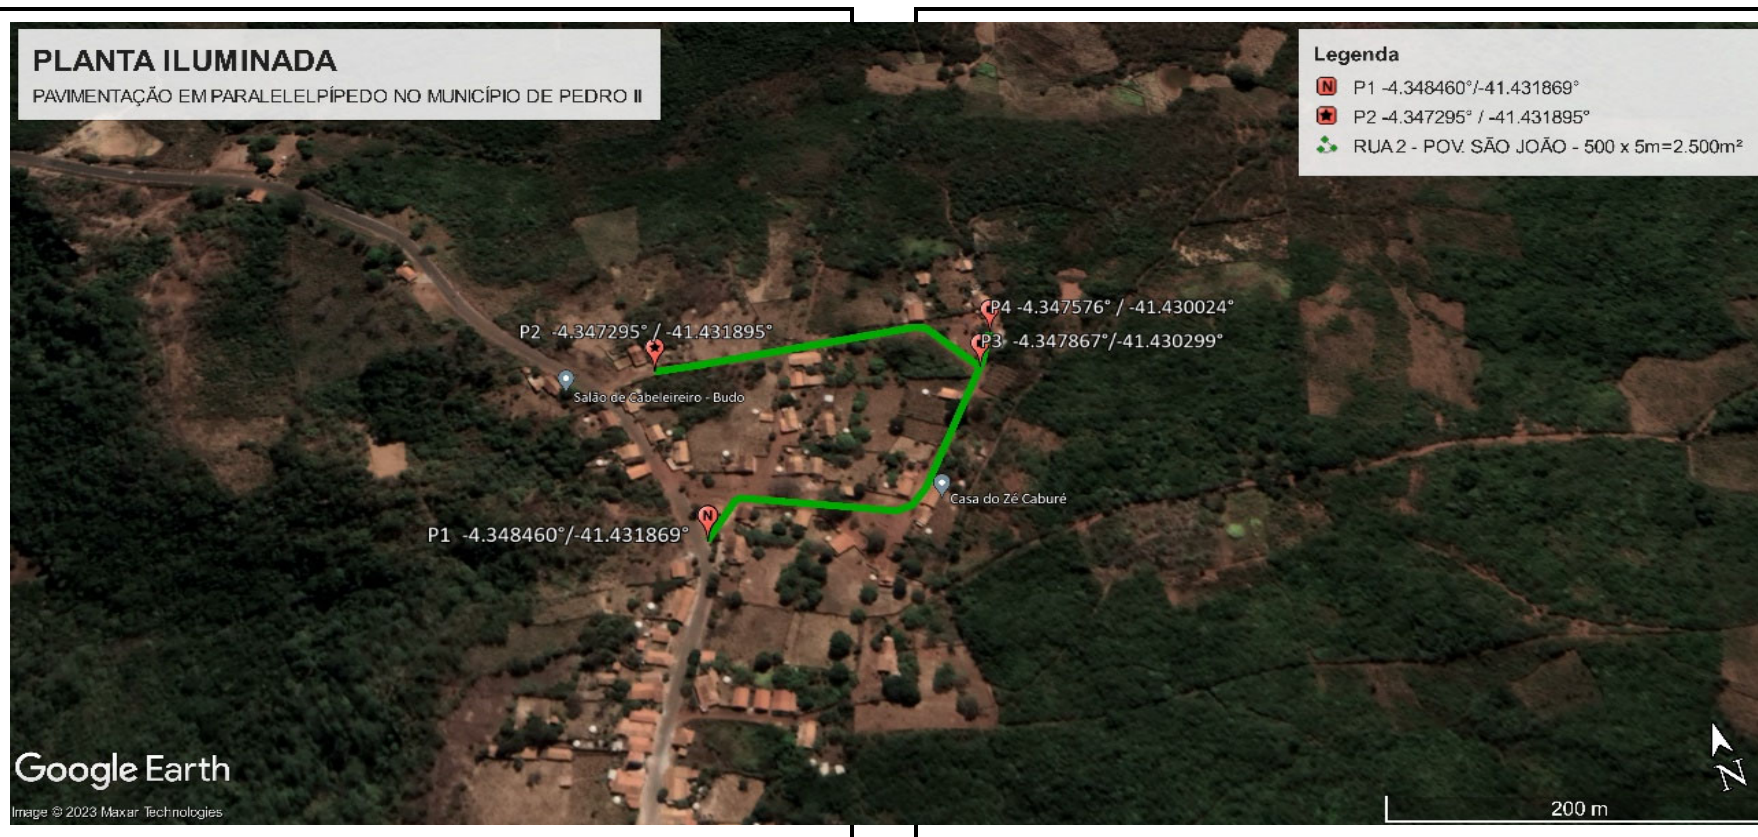 PLANTA ILUMINADA
PAVIMENTAÇÃO EM PARALELELPÍPEDO NO MUNICÍPIO DE PEDRO II
Legenda
N P1 -4.348460°/-41.431869°
P2 -4.347295° / -41.431895°
RUA 2 - POV. SÃO JOÃO - 500 x 5m=2.500m²
P4 -4.347576° / -41.430024°
P2 -4.347295° / -41.431895°
P3 -4.347867°/-41.430299°
Salão de Cabeleireiro - Budo
Casa do Zé Caburé
N
P1 -4.348460°/-41.431869°
Google Earth
Image © 2023 Maxar Technologies
N
200 m